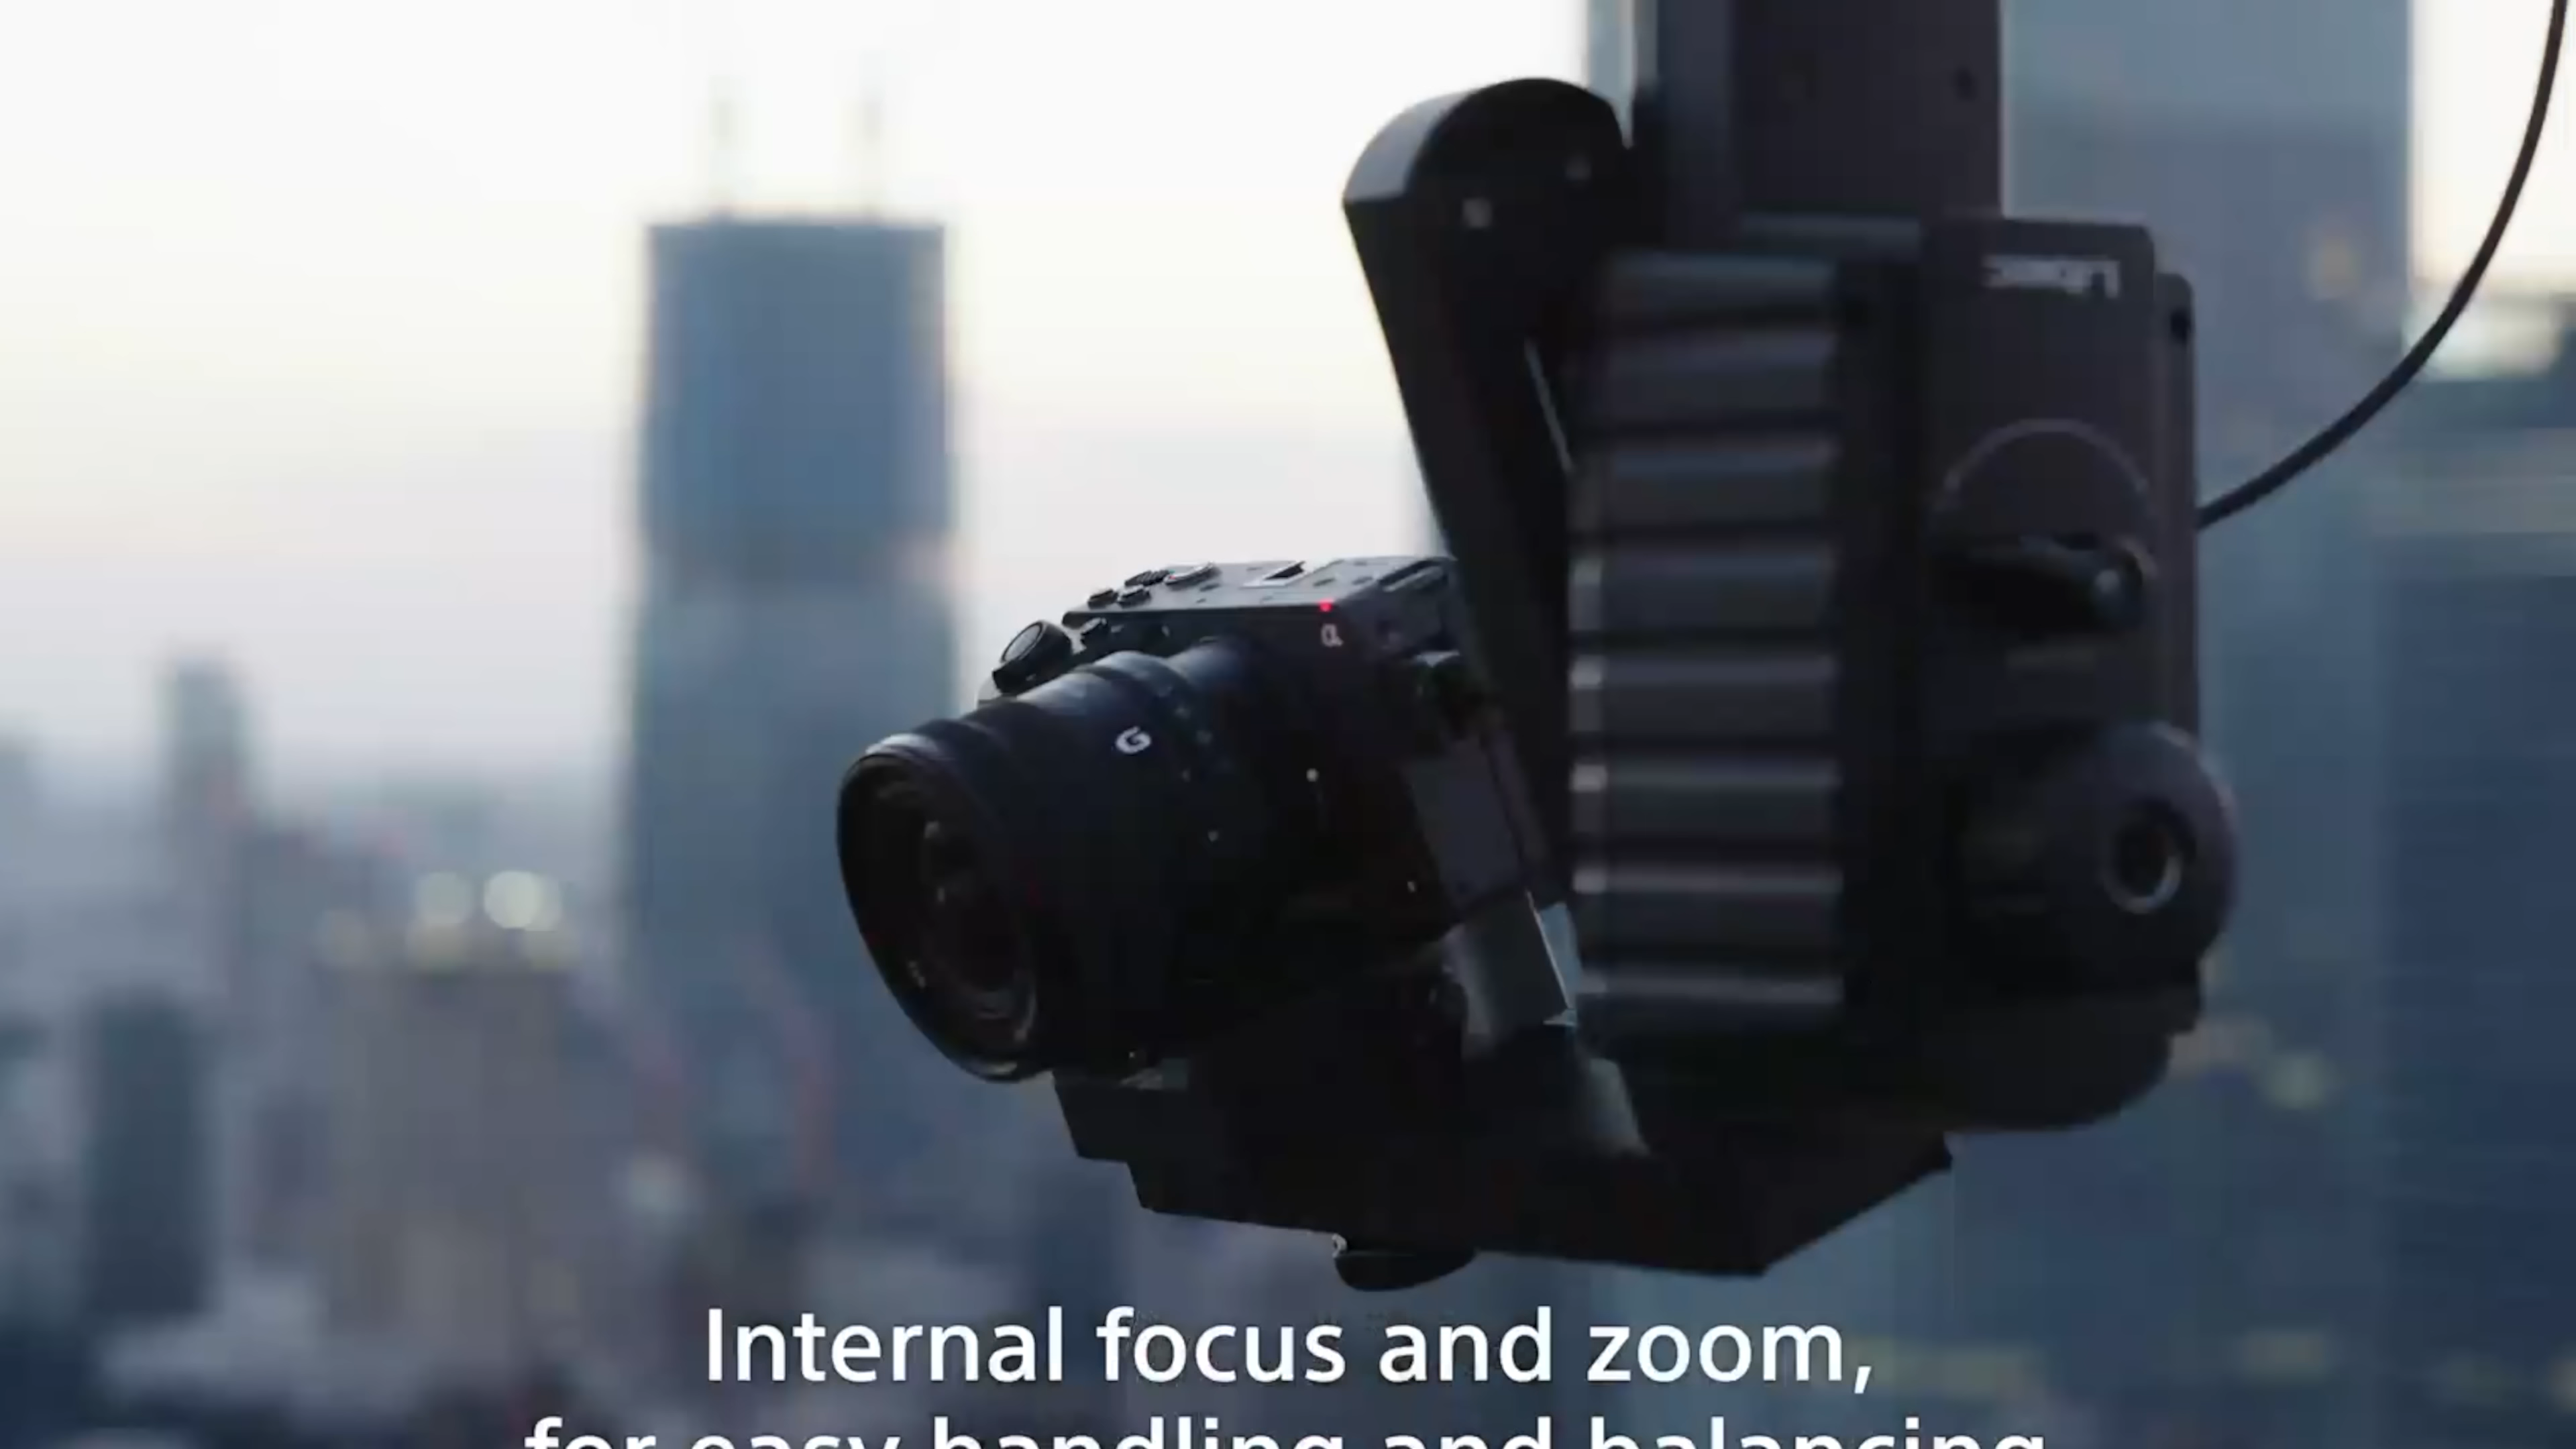 α
G
Internal focus and zoom,
for easy handling and balancing